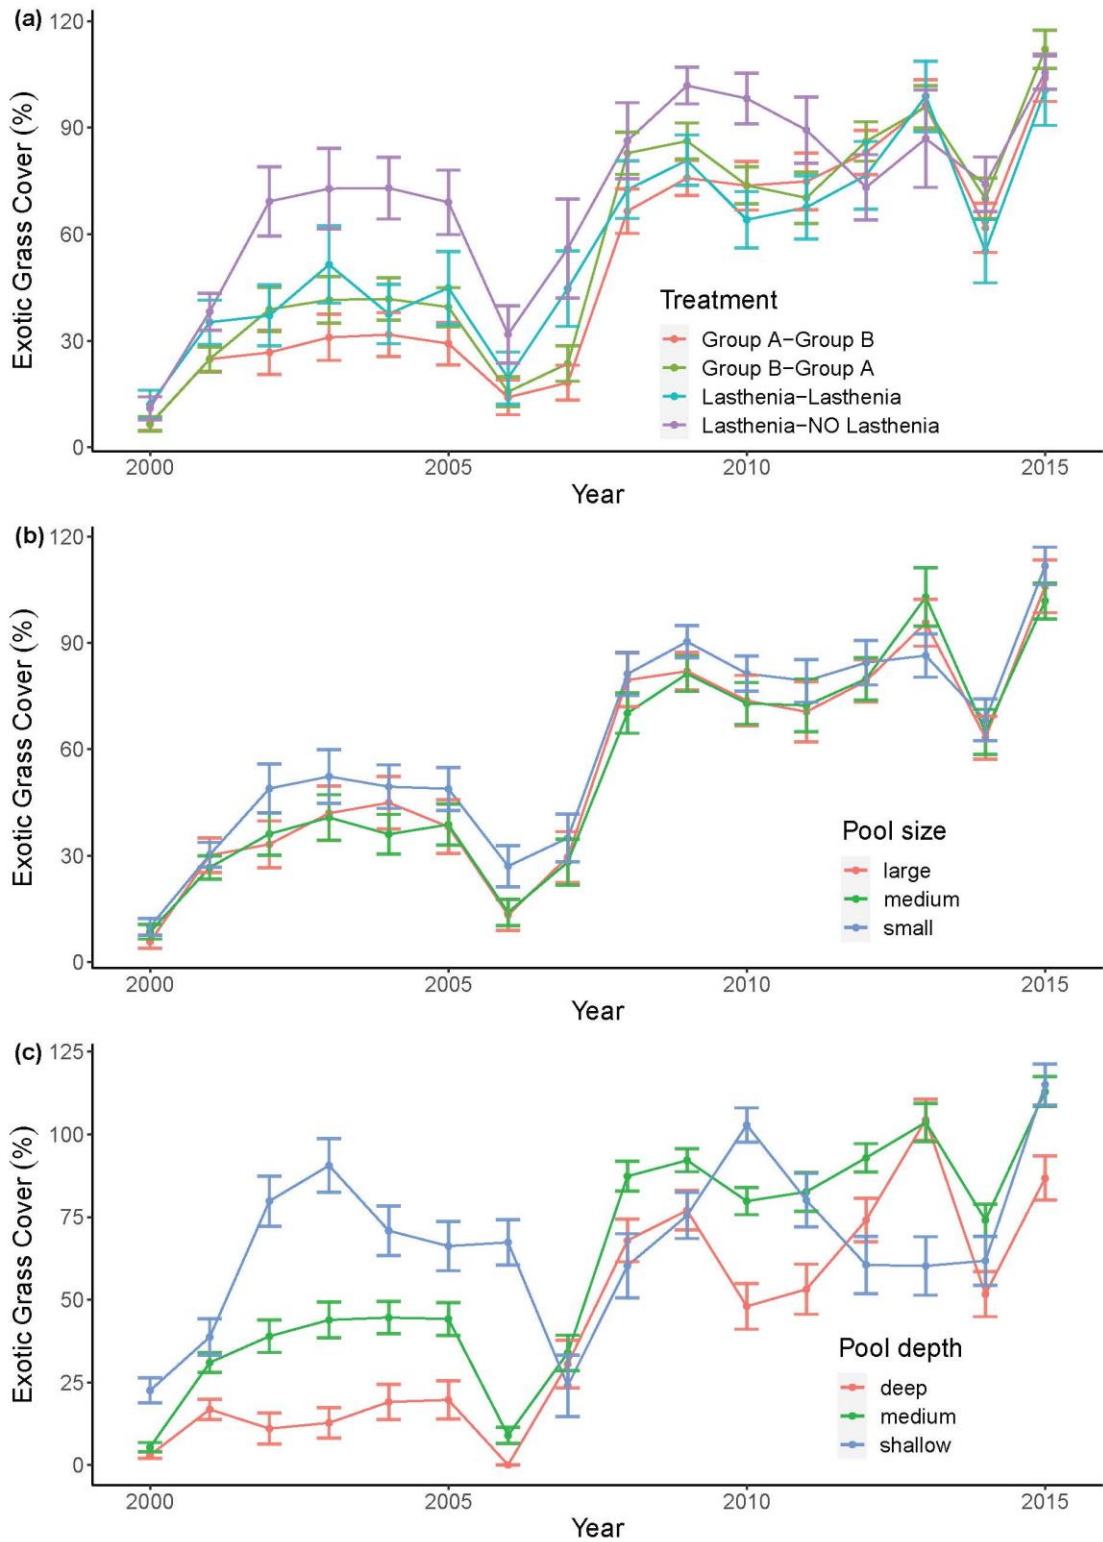 (a)
120
90
60
30
0
Exotic Grass Cover (%)
Treatment
Group A−Group B
Group B−Group A
Lasthenia−Lasthenia
Lasthenia−NO Lasthenia
2000 2005 2010 2015
Year
(b)
120
90
60
30
0
Exotic Grass Cover (%)
Pool size
large
medium
small
2000 2005 2010 2015
Year
(c)
125
100
75
50
25
0
Exotic Grass Cover (%)
Pool depth
deep
medium
shallow
2000 2005 2010 2015
Year